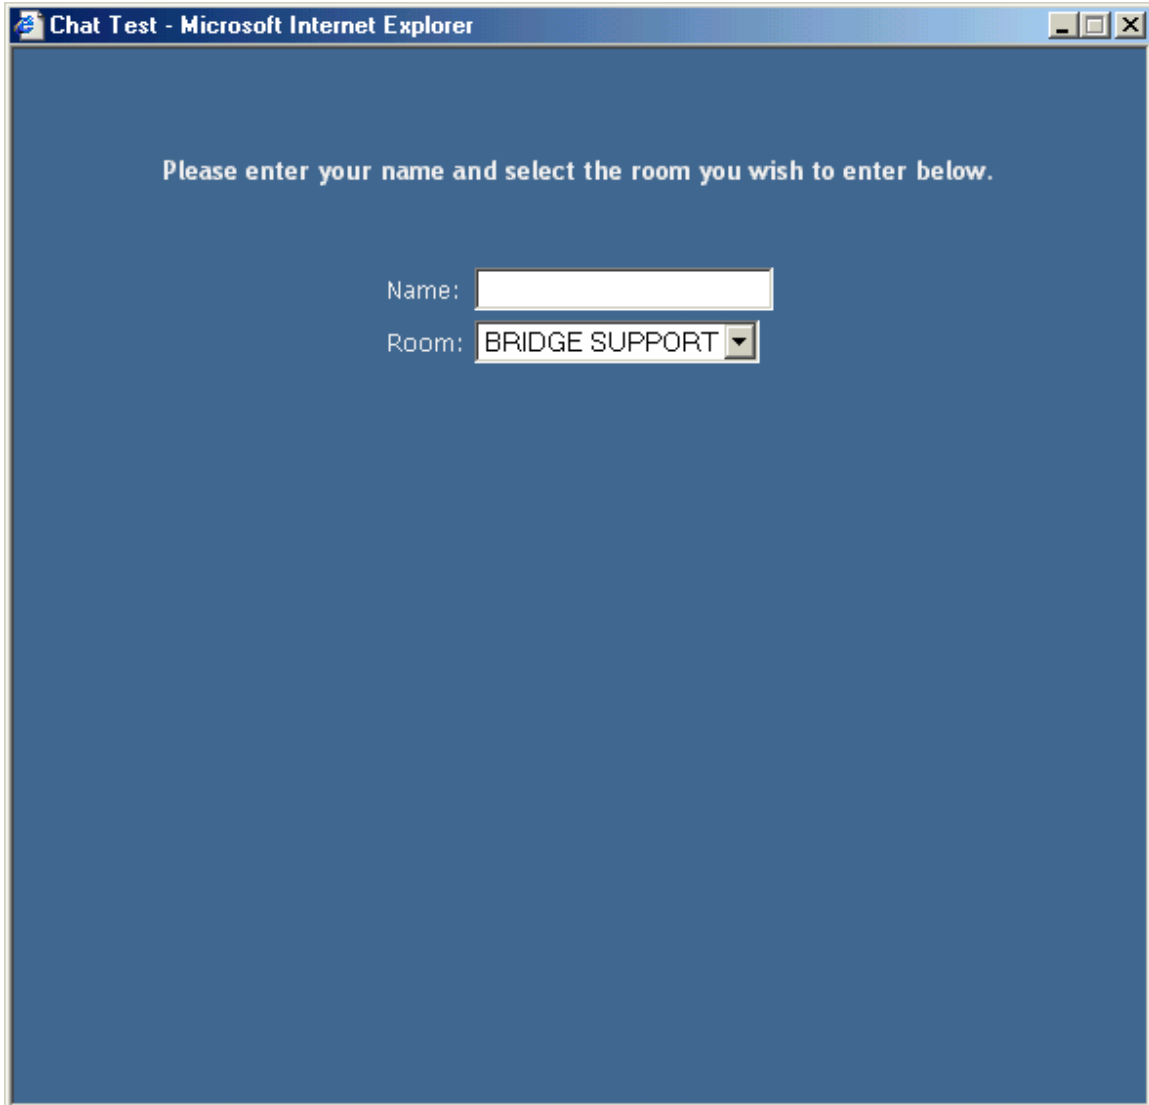 Chat Test - Microsoft Internet Explorer
Please enter your name and select the room you wish to enter below.
Name:
Room: BRIDGE SUPPORT